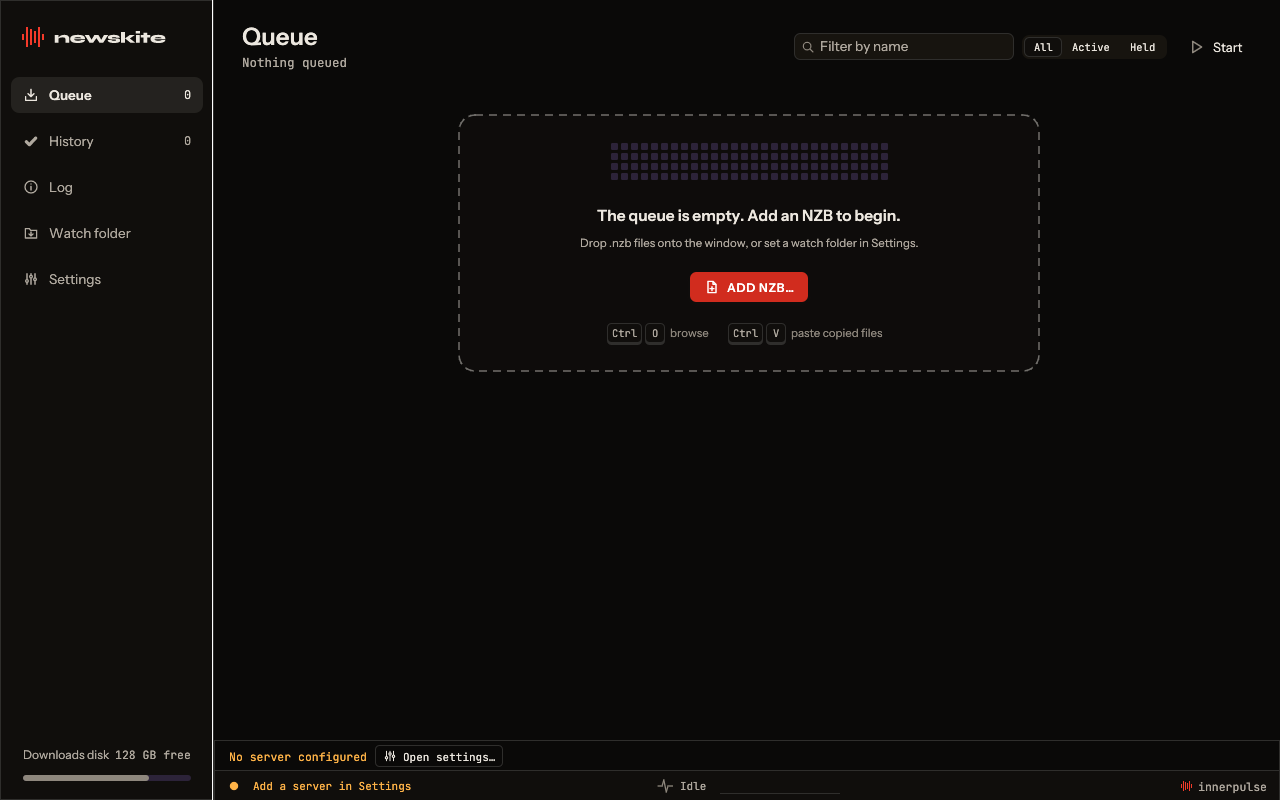 newskite
Queue 0
History 0
Log
Watch folder
Settings
Downloads disk 128 GB free
Queue
Nothing queued
Filter by name
All Active Held
Start
The queue is empty. Add an NZB to begin.
Drop .nzb files onto the window, or set a watch folder in Settings.
ADD NZB…
Ctrl O browse Ctrl V paste copied files
No server configured Open settings…
Add a server in Settings Idle innerpulse